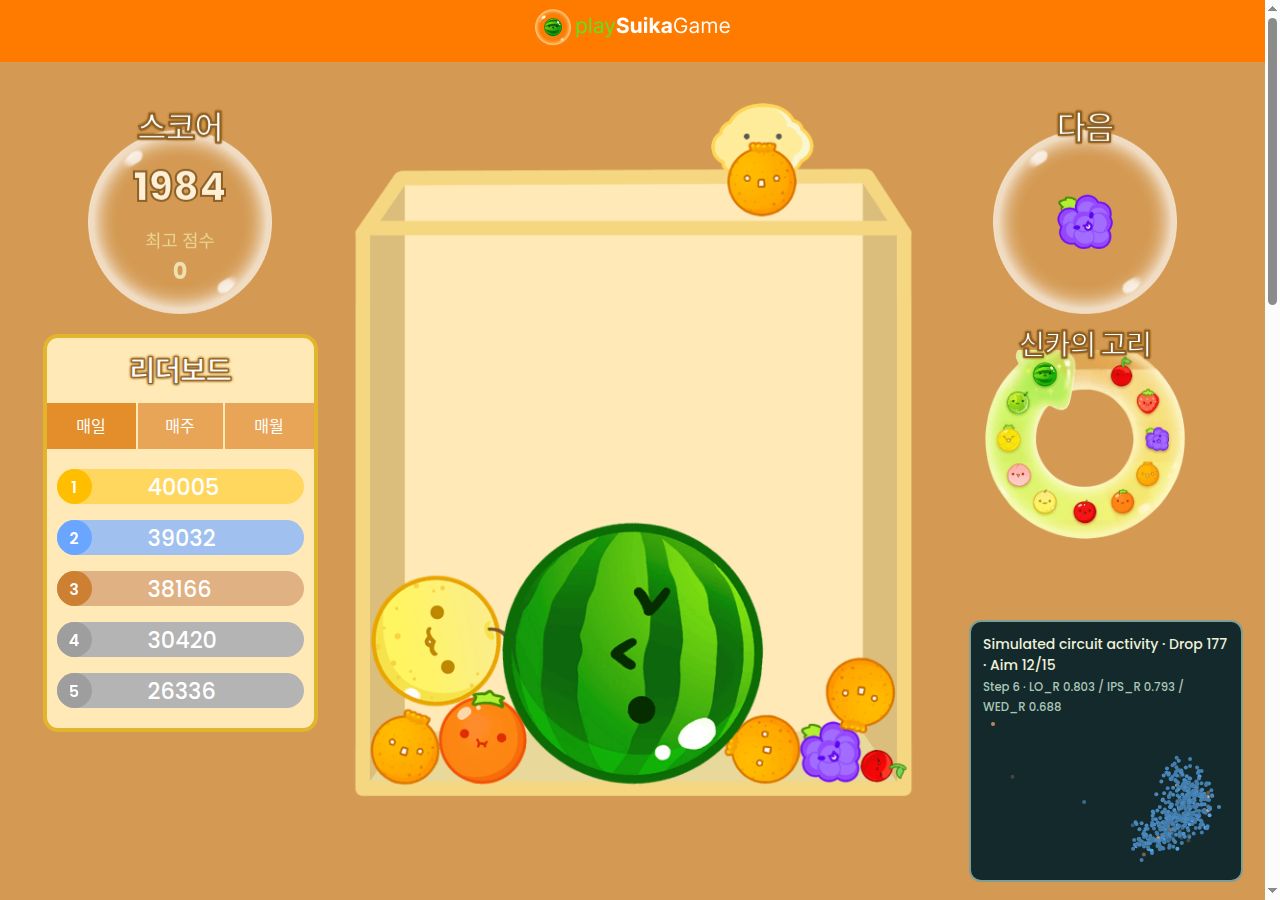 playSuikaGame
스코어
1984
최고 점수
0
리더보드
매일 매주 매월
1 40005
2 39032
3 38166
4 30420
5 26336
다음
신카의 고리
Simulated circuit activity · Drop 177
· Aim 12/15
Step 6 · LO_R 0.803 / IPS_R 0.793 /
WED_R 0.688